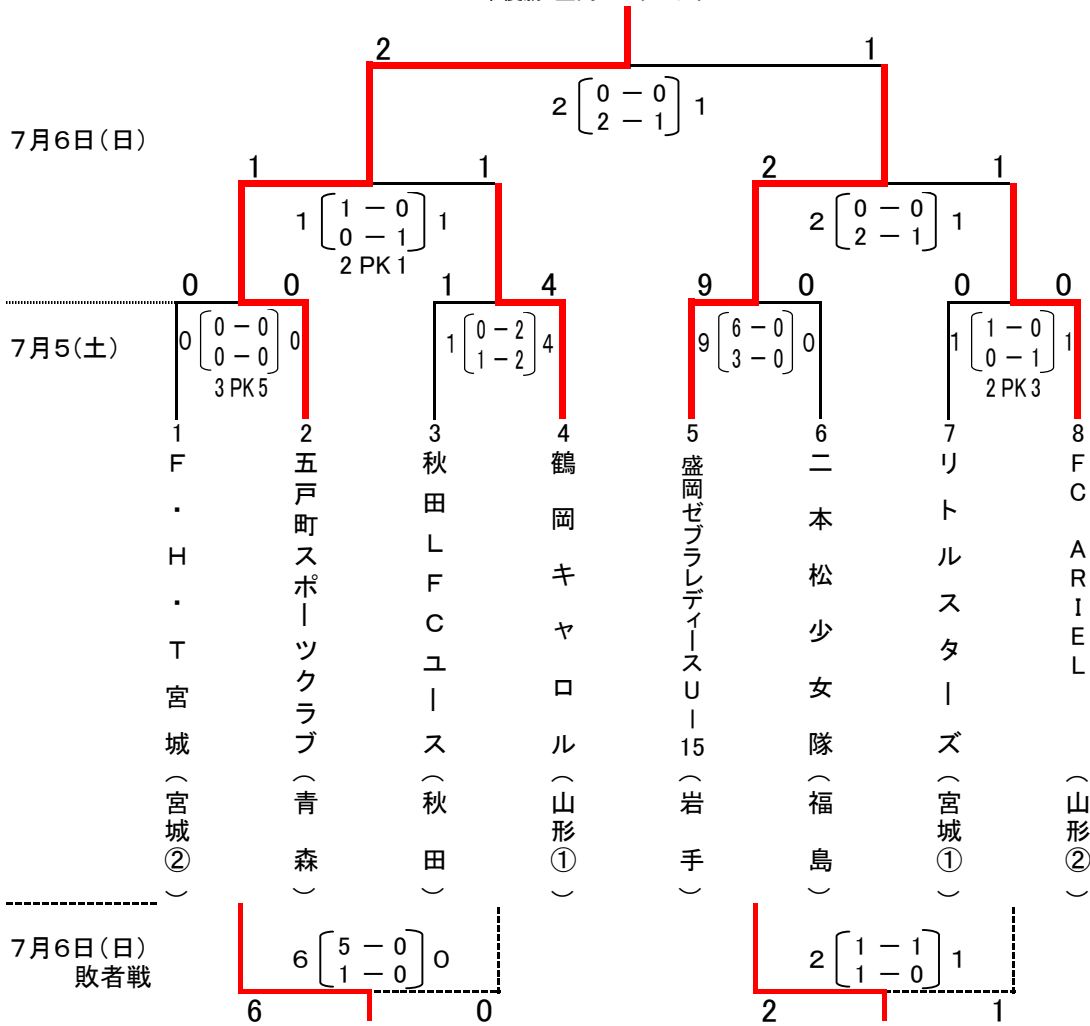 2 1
2 0 － 0 1
2 － 1
7月6日(日)
1 1 2 1
1 1 － 0 1
0 － 1
2 PK 1
2 0 － 0 1
2 － 1
0 0 1 4 9 0 0 0
7月5(土)
0 0 － 0 0
0 － 0
3 PK 5
1 0 － 2 4
1 － 2
9 6 － 0 0
3 － 0
1 1 － 0 1
0 － 1
2 PK 3
1 2 3 4 5 6 7 8
F・H・T宮城(宮城②)
五戸町スポーツクラブ(青森)
秋田LFCユース(秋田)
鶴岡キャロル(山形①)
盛岡ゼブラレディースU－15(岩手)
二本松少女隊(福島)
リトルスターズ(宮城①)
FC ARIEL(山形②)
7月6日(日)
敗者戦
6 5 － 0 0
1 － 0
2 1 － 1 1
1 － 0
6 0 2 1